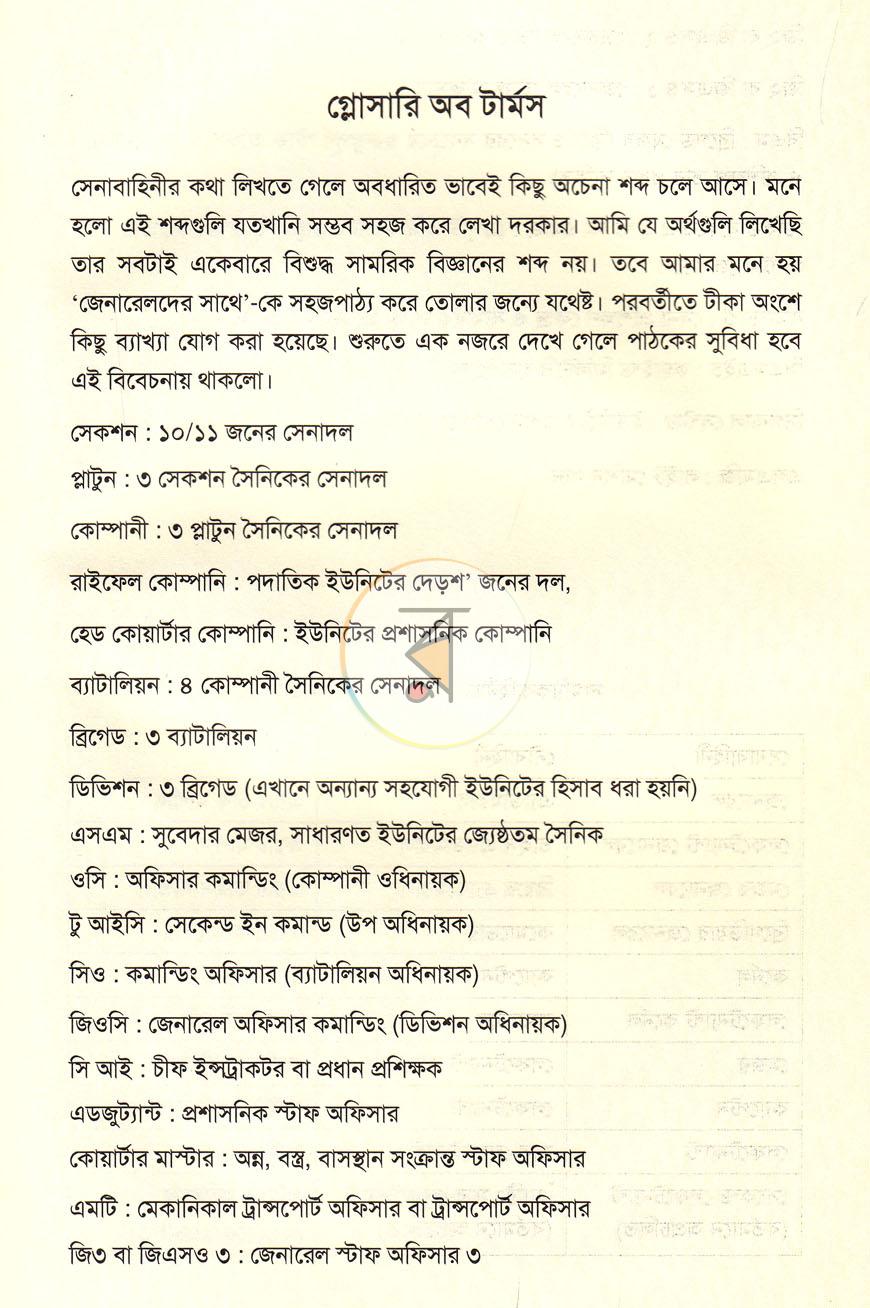 গ্লোসারি অব টার্মস
সেনাবাহিনীর কথা লিখতে গেলে অবধারিত ভাবেই কিছু অচেনা শব্দ চলে আসে। মনে
হলো এই শব্দগুলি যতখানি সম্ভব সহজ করে লেখা দরকার। আমি যে অর্থগুলি লিখেছি
তার সবটাই একেবারে বিশুদ্ধ সামরিক বিজ্ঞানের শব্দ নয়। তবে আমার মনে হয়
‘জেনারেলদের সাথে’-কে সহজপাঠ্য করে তোলার জন্যে যথেষ্ট। পরবর্তীতে টীকা অংশে
কিছু ব্যাখ্যা যোগ করা হয়েছে। শুরুতে এক নজরে দেখে গেলে পাঠকের সুবিধা হবে
এই বিবেচনায় থাকলো।
সেকশন : ১০/১১ জনের সেনাদল
প্লাটুন : ৩ সেকশন সৈনিকের সেনাদল
কোম্পানী : ৩ প্লাটুন সৈনিকের সেনাদল
রাইফেল কোম্পানি : পদাতিক ইউনিটের দেড়শ’ জনের দল,
হেড কোয়ার্টার কোম্পানি : ইউনিটের প্রশাসনিক কোম্পানি
ব্যাটালিয়ন : ৪ কোম্পানী সৈনিকের সেনাদল
ব্রিগেড : ৩ ব্যাটালিয়ন
ডিভিশন : ৩ ব্রিগেড (এখানে অন্যান্য সহযোগী ইউনিটের হিসাব ধরা হয়নি)
এসএম : সুবেদার মেজর, সাধারণত ইউনিটের জ্যেষ্ঠতম সৈনিক
ওসি : অফিসার কমান্ডিং (কোম্পানী ওধিনায়ক)
টু আইসি : সেকেন্ড ইন কমান্ড (উপ অধিনায়ক)
সিও : কমান্ডিং অফিসার (ব্যাটালিয়ন অধিনায়ক)
জিওসি : জেনারেল অফিসার কমান্ডিং (ডিভিশন অধিনায়ক)
সি আই : চীফ ইন্সট্রাকটর বা প্রধান প্রশিক্ষক
এডজুট্যান্ট : প্রশাসনিক স্টাফ অফিসার
কোয়ার্টার মাস্টার : অন্ন, বস্ত্র, বাসস্থান সংক্রান্ত স্টাফ অফিসার
এমটি : মেকানিকাল ট্রান্সপোর্ট অফিসার বা ট্রান্সপোর্ট অফিসার
জি৩ বা জিএসও ৩ : জেনারেল স্টাফ অফিসার ৩